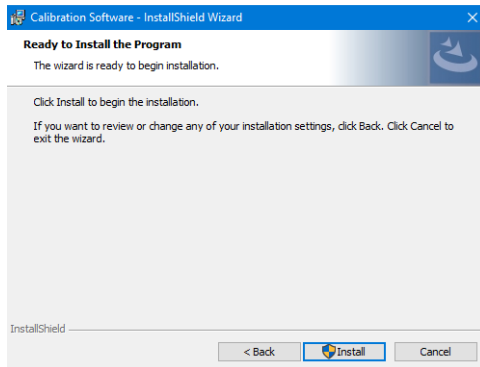 Calibration Software - InstallShield Wizard
Ready to Install the Program
The wizard is ready to begin installation.
Click Install to begin the installation.
If you want to review or change any of your installation settings, click Back. Click Cancel to
exit the wizard.
InstallShield
< Back Install Cancel